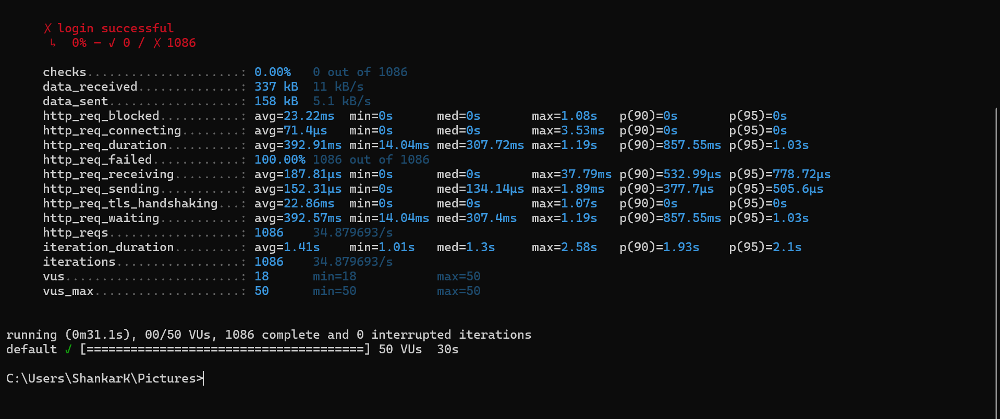 ✗ login successful
↳  0% — ✓ 0 / ✗ 1086
checks.....................: 0.00%   0 out of 1086
data_received..............: 337 kB  11 kB/s
data_sent..................: 158 kB  5.1 kB/s
http_req_blocked...........: avg=23.22ms  min=0s      med=0s       max=1.08s   p(90)=0s       p(95)=0s
http_req_connecting........: avg=71.4µs   min=0s      med=0s       max=3.53ms  p(90)=0s       p(95)=0s
http_req_duration..........: avg=392.91ms min=14.04ms med=307.72ms max=1.19s   p(90)=857.55ms p(95)=1.03s
http_req_failed............: 100.00% 1086 out of 1086
http_req_receiving.........: avg=187.81µs min=0s      med=0s       max=37.79ms p(90)=532.99µs p(95)=778.72µs
http_req_sending...........: avg=152.31µs min=0s      med=134.14µs max=1.89ms  p(90)=377.7µs  p(95)=505.6µs
http_req_tls_handshaking...: avg=22.86ms  min=0s      med=0s       max=1.07s   p(90)=0s       p(95)=0s
http_req_waiting...........: avg=392.57ms min=14.04ms med=307.4ms  max=1.19s   p(90)=857.55ms p(95)=1.03s
http_reqs..................: 1086    34.879693/s
iteration_duration.........: avg=1.41s    min=1.01s   med=1.3s     max=2.58s   p(90)=1.93s    p(95)=2.1s
iterations.................: 1086    34.879693/s
vus........................: 18      min=18           max=50
vus_max....................: 50      min=50           max=50
running (0m31.1s), 00/50 VUs, 1086 complete and 0 interrupted iterations
default ✓ [======================================] 50 VUs  30s
C:\Users\ShankarK\Pictures>